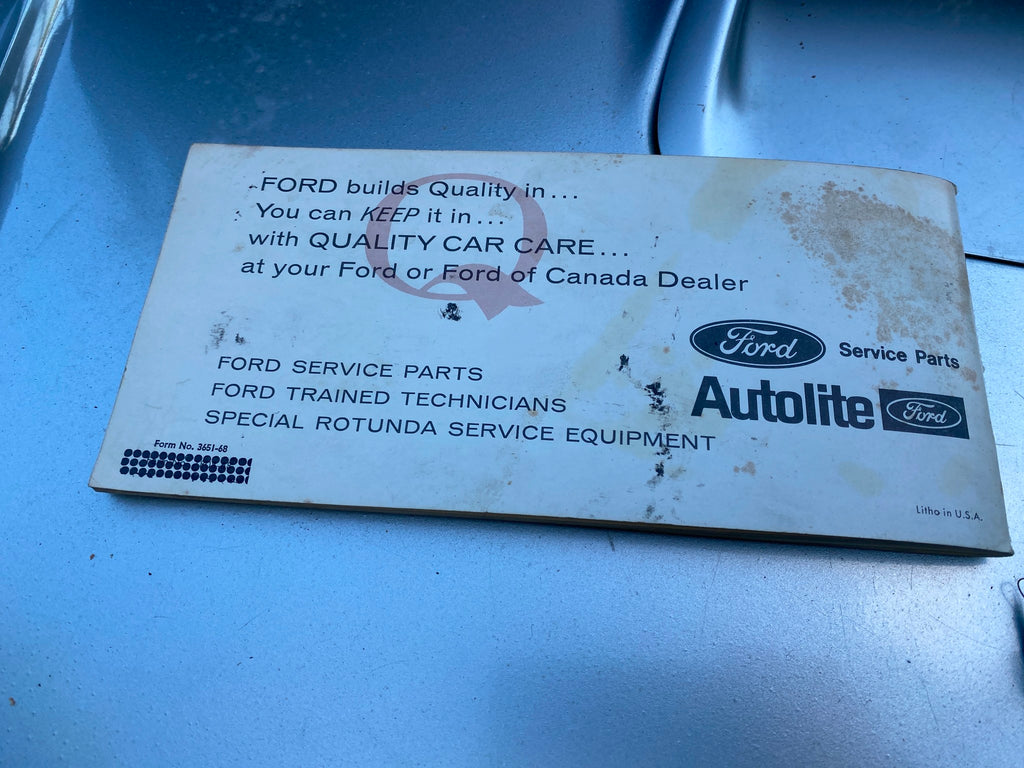 FORD builds Quality in...
You can KEEP it in...
with QUALITY CAR CARE...
at your Ford or Ford of Canada Dealer
Q
FORD SERVICE PARTS
FORD TRAINED TECHNICIANS
SPECIAL ROTUNDA SERVICE EQUIPMENT
Ford Service Parts
Autolite Ford
Form No. 3651-68
Litho in U.S.A.